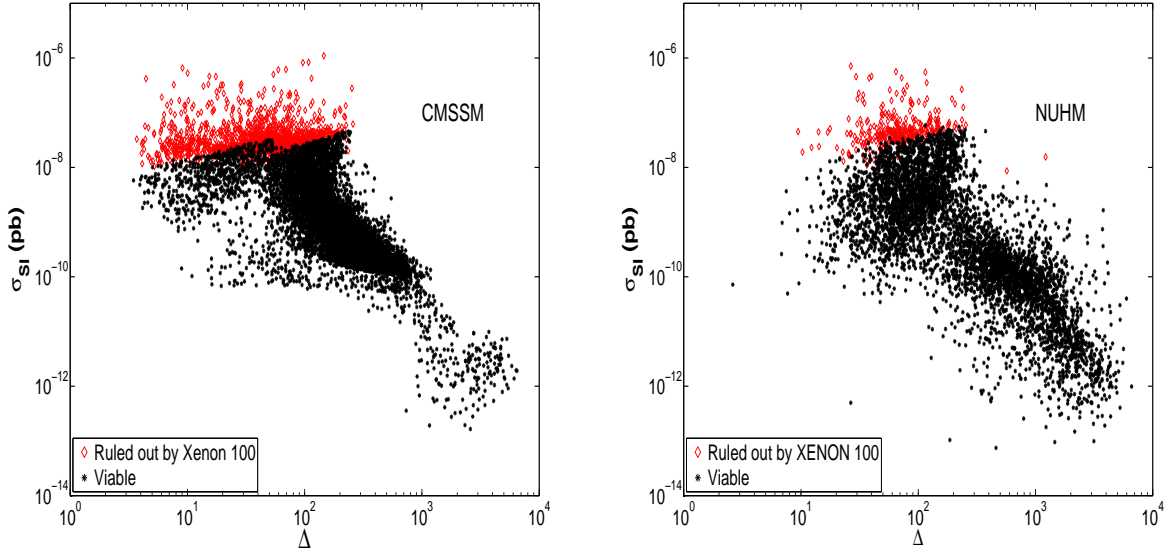 10^-6
10^-8
10^-10
10^-12
10^-14
σ_SI (pb)
CMSSM
◊ Ruled out by Xenon 100
* Viable
10^0 10^1 10^2 10^3 10^4
Δ
10^-6
10^-8
10^-10
10^-12
10^-14
σ_SI (pb)
NUHM
◊ Ruled out by XENON 100
* Viable
10^0 10^1 10^2 10^3 10^4
Δ